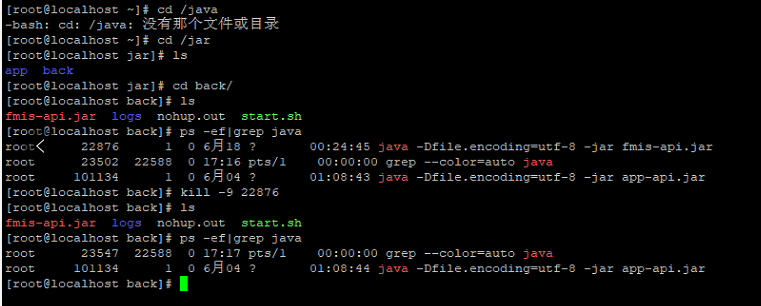 [root@localhost ~]# cd /java
-bash: cd: /java: 没有那个文件或目录
[root@localhost ~]# cd /jar
[root@localhost jar]# ls
app back
[root@localhost jar]# cd back/
[root@localhost back]# ls
fmis-api.jar logs nohup.out start.sh
[root@localhost back]# ps -ef|grep java
root 22876 1 0 6月18 ? 00:24:45 java -Dfile.encoding=utf-8 -jar fmis-api.jar
root 23502 22588 0 17:16 pts/1 00:00:00 grep --color=auto java
root 101134 1 0 6月04 ? 01:08:43 java -Dfile.encoding=utf-8 -jar app-api.jar
[root@localhost back]# kill -9 22876
[root@localhost back]# ls
fmis-api.jar logs nohup.out start.sh
[root@localhost back]# ps -ef|grep java
root 23547 22588 0 17:17 pts/1 00:00:00 grep --color=auto java
root 101134 1 0 6月04 ? 01:08:44 java -Dfile.encoding=utf-8 -jar app-api.jar
[root@localhost back]#